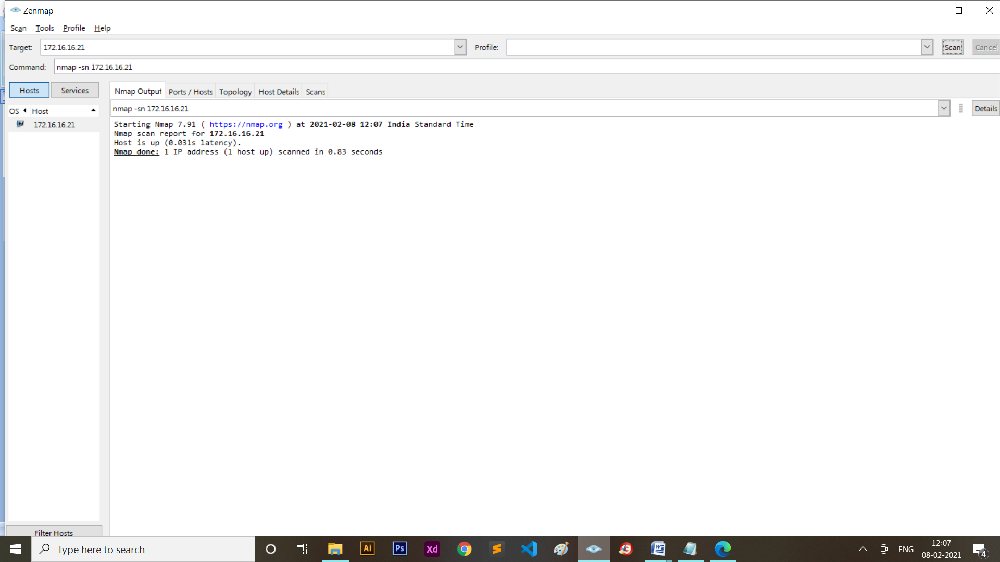 Zenmap
Scan Tools Profile Help
Target: 172.16.16.21 Profile: Scan Cancel
Command: nmap -sn 172.16.16.21
Hosts Services Nmap Output Ports / Hosts Topology Host Details Scans
nmap -sn 172.16.16.21 Details
OS Host
172.16.16.21
Starting Nmap 7.91 ( https://nmap.org ) at 2021-02-08 12:07 India Standard Time
Nmap scan report for 172.16.16.21
Host is up (0.031s latency).
Nmap done: 1 IP address (1 host up) scanned in 0.83 seconds
Filter Hosts
Type here to search
Ai Ps Xd
ENG
12:07
08-02-2021
4